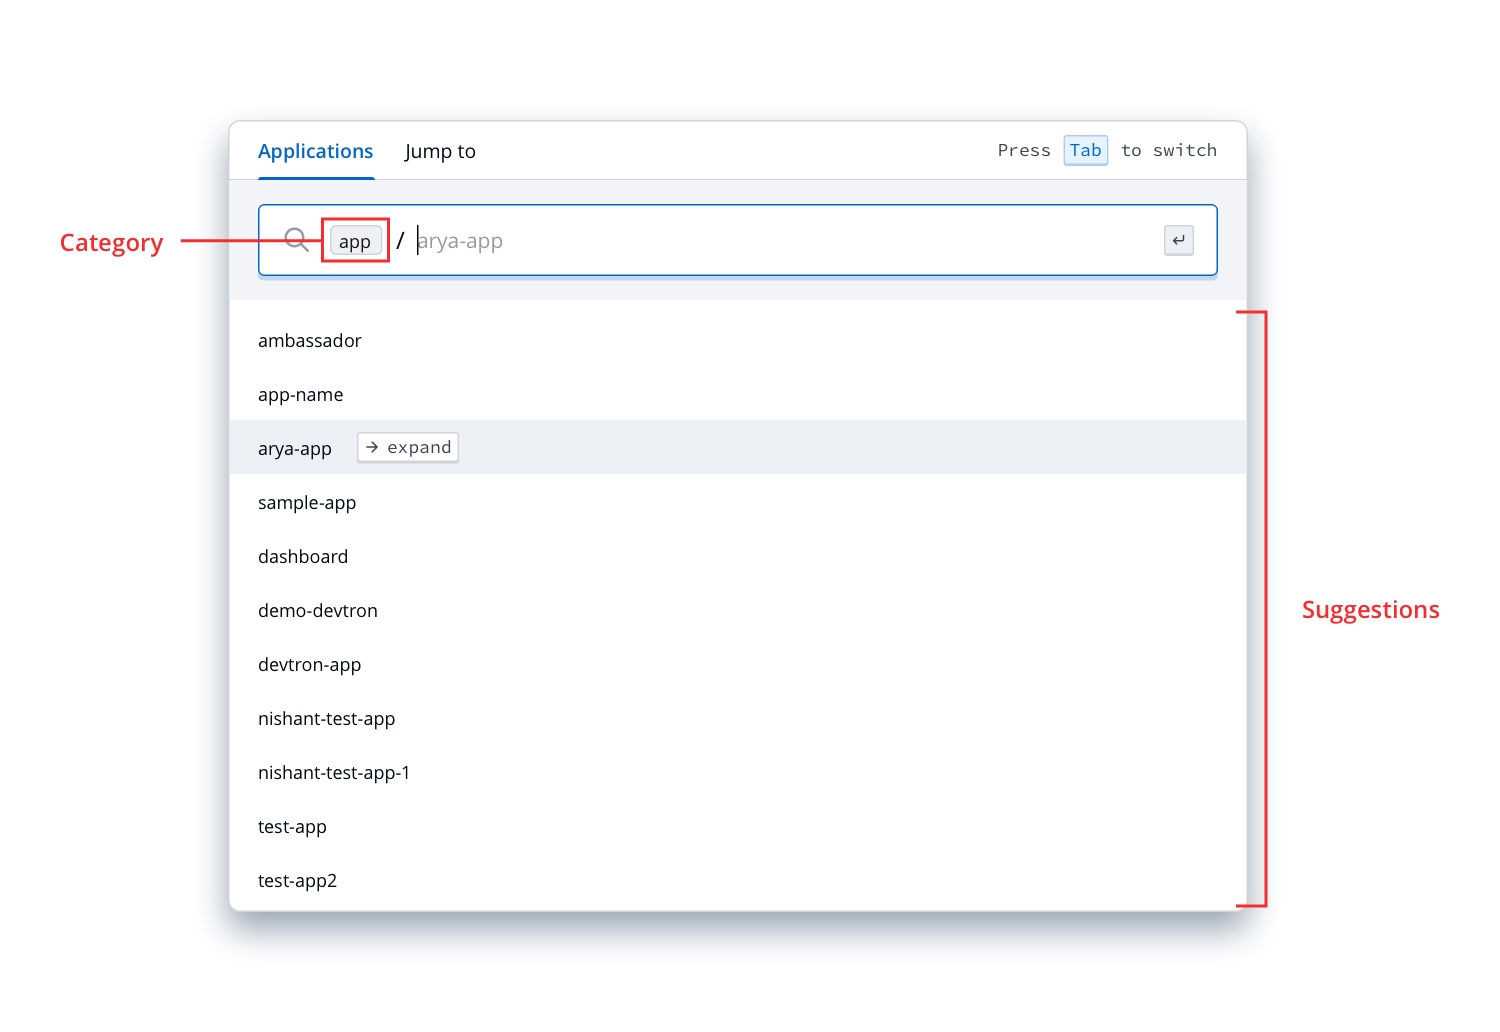 Applications Jump to Press Tab to switch
Category app / arya-app ↵
ambassador
app-name
arya-app → expand
sample-app
dashboard
demo-devtron
devtron-app
Suggestions
nishant-test-app
nishant-test-app-1
test-app
test-app2